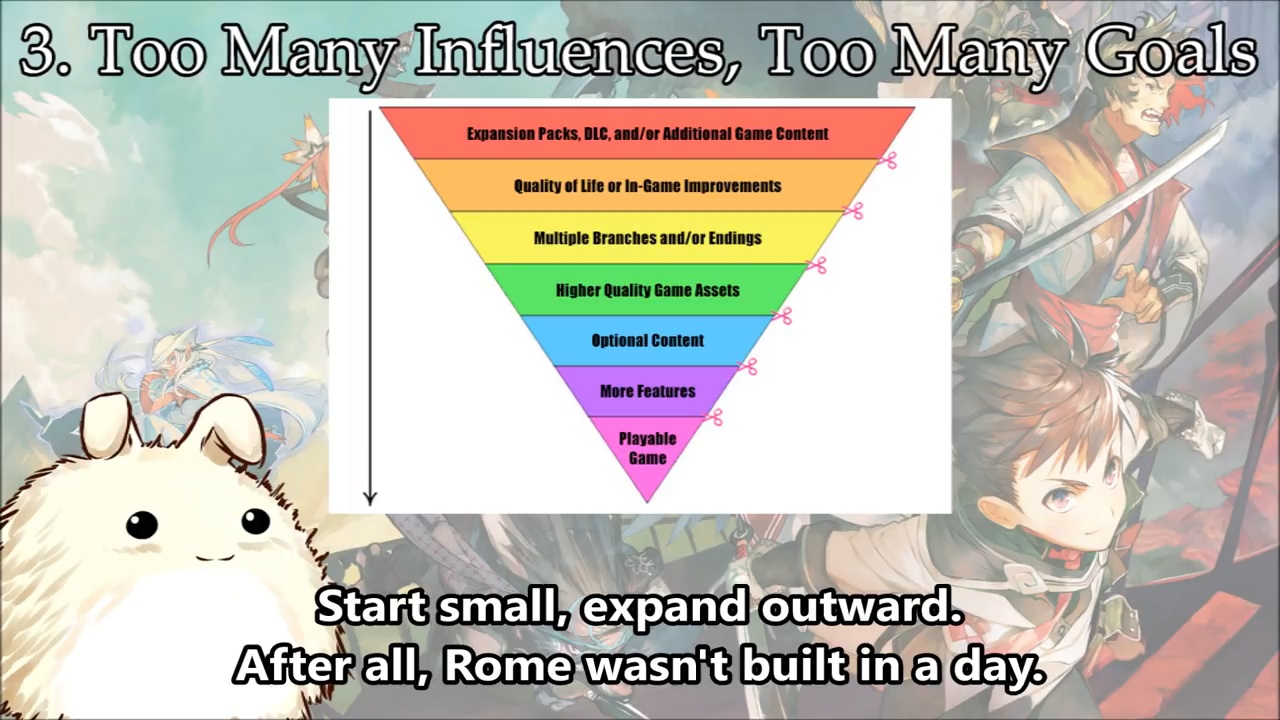 3. Too Many Influences, Too Many Goals
Expansion Packs, DLC, and/or Additional Game Content
Quality of Life or In-Game Improvements
Multiple Branches and/or Endings
Higher Quality Game Assets
Optional Content
More Features
Playable
Game
Start small, expand outward.
After all, Rome wasn't built in a day.